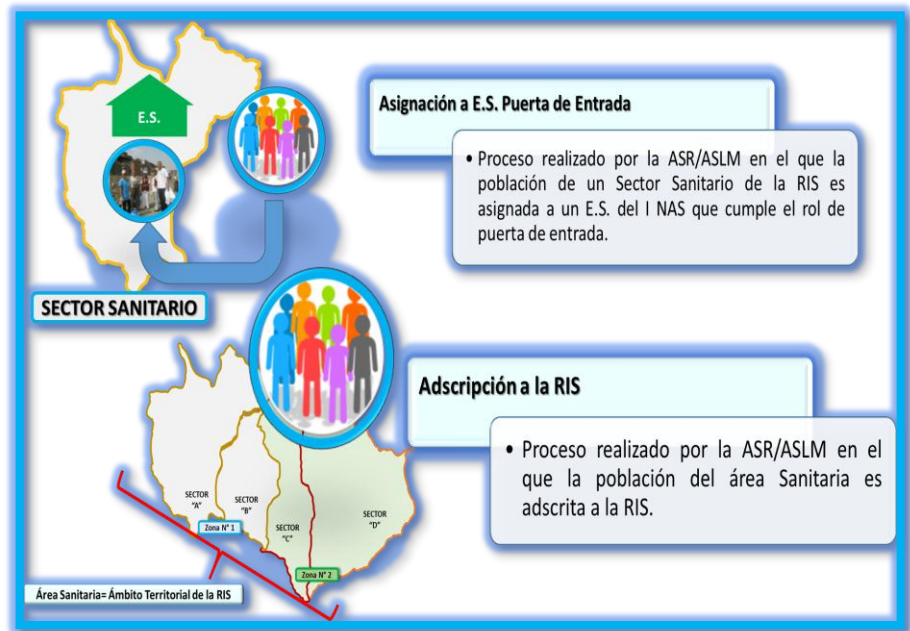 E.S.
SECTOR SANITARIO
Asignación a E.S. Puerta de Entrada
• Proceso realizado por la ASR/ASLM en el que la
población de un Sector Sanitario de la RIS es
asignada a un E.S. del I NAS que cumple el rol de
puerta de entrada.
Adscripción a la RIS
• Proceso realizado por la ASR/ASLM en el
que la población del área Sanitaria es
adscrita a la RIS.
SECTOR
"A"
SECTOR
"B"
SECTOR
"C"
SECTOR
"D"
Zona N° 1
Zona N° 2
Área Sanitaria= Ámbito Territorial de la RIS